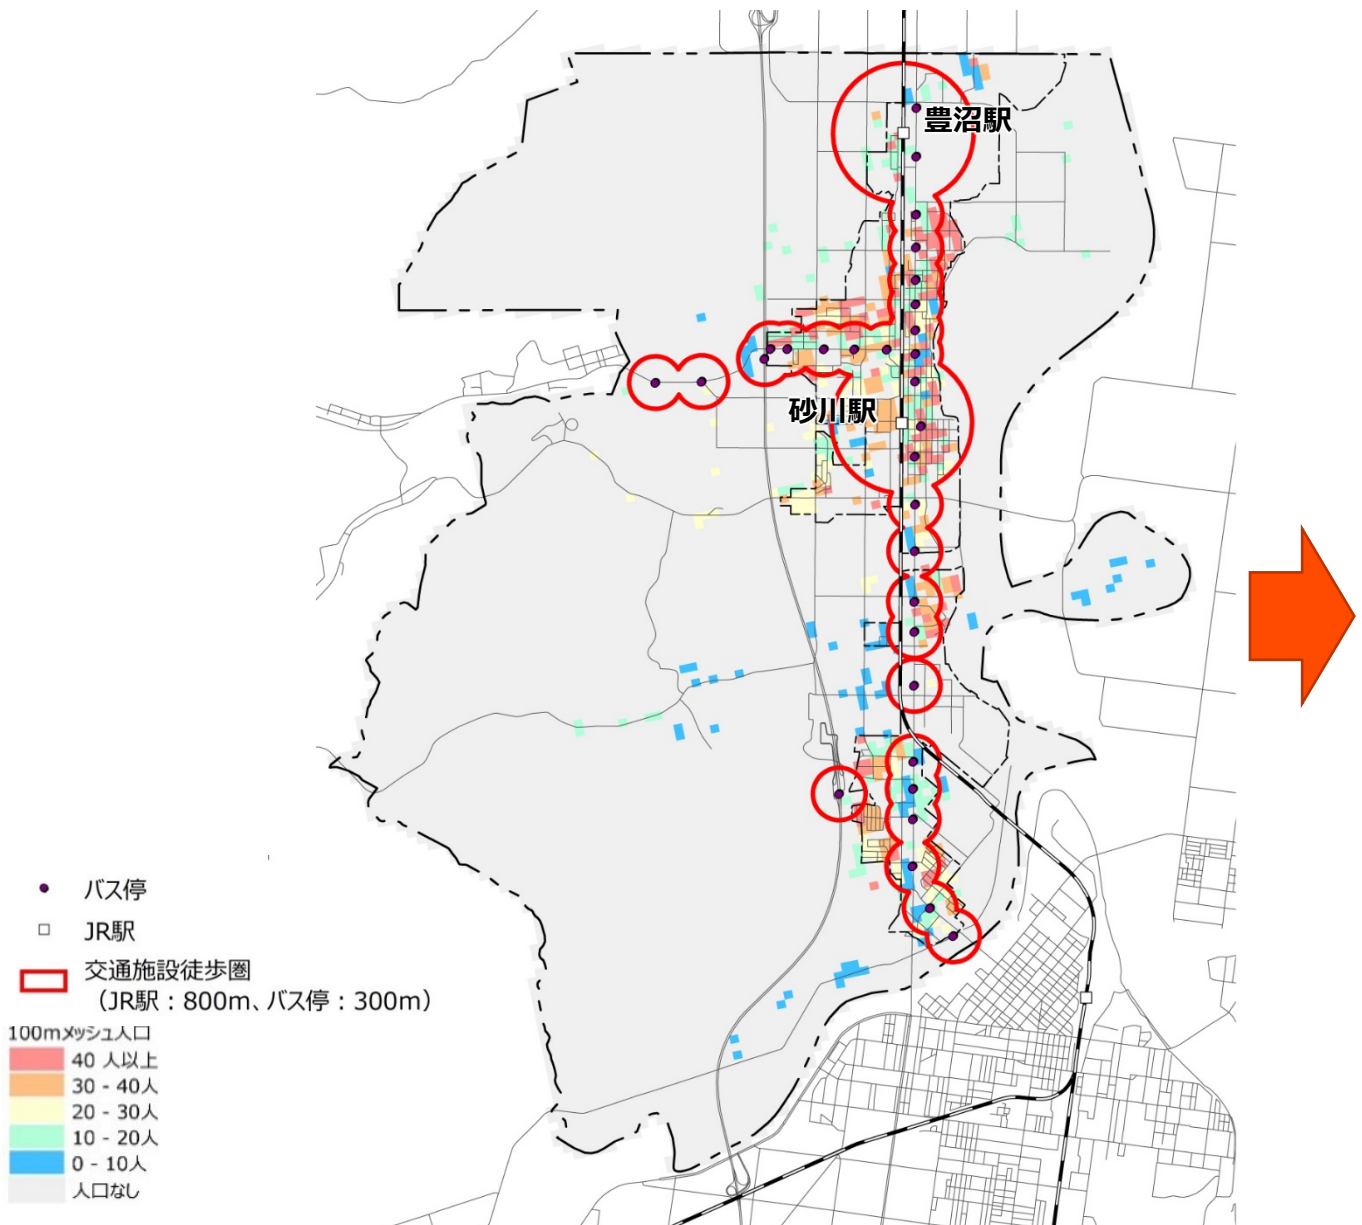 豊沼駅
砂川駅
バス停
JR駅
交通施設徒歩圏
（JR駅：800m、バス停：300m）
100mメッシュ人口
40 人以上
30 - 40人
20 - 30人
10 - 20人
0 - 10人
人口なし